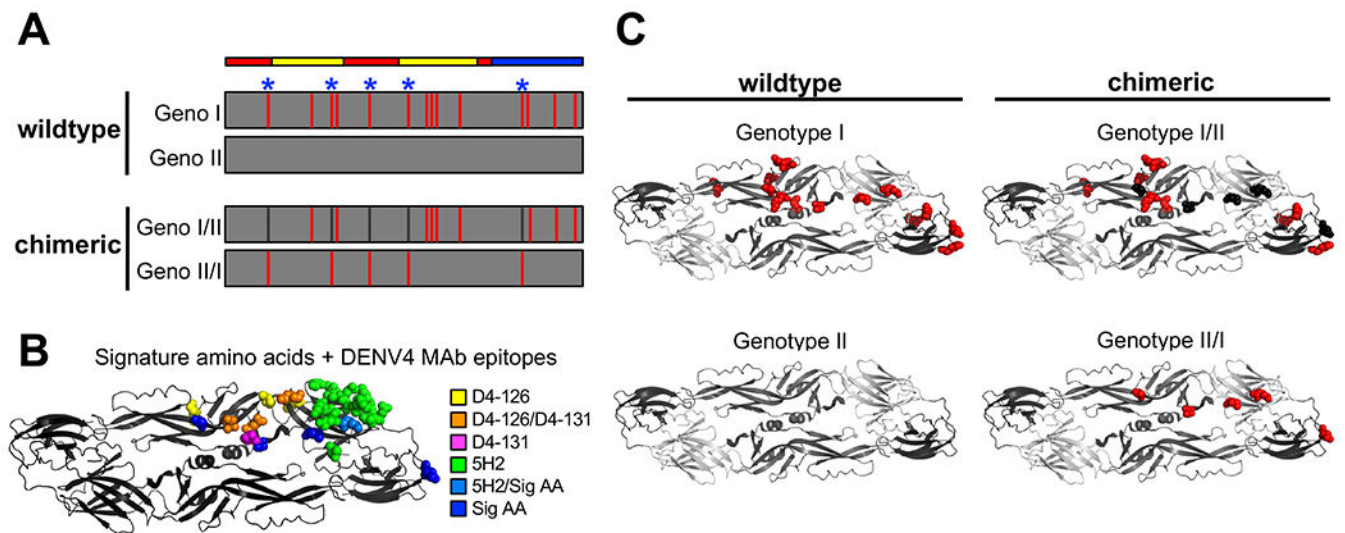 A
* * * * *
wildtype
Geno I
Geno II
chimeric
Geno I/II
Geno II/I
B
Signature amino acids + DENV4 MAb epitopes
D4-126
D4-126/D4-131
D4-131
5H2
5H2/Sig AA
Sig AA
C
wildtype
chimeric
Genotype I
Genotype I/II
Genotype II
Genotype II/I